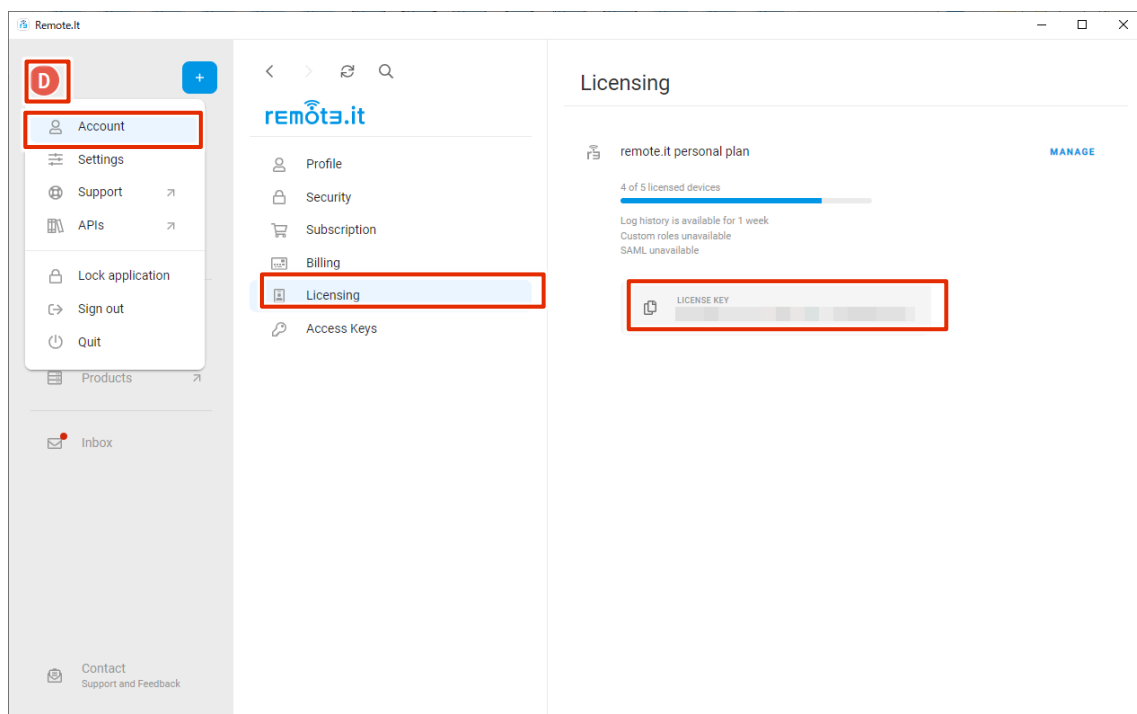 Remote.It
D
+
Account
Settings
Support
APIs
Lock application
Sign out
Quit
Products
Inbox
Contact
Support and Feedback
remote.it
Profile
Security
Subscription
Billing
Licensing
Access Keys
Licensing
remote.it personal plan
MANAGE
4 of 5 licensed devices
Log history is available for 1 week
Custom roles unavailable
SAML unavailable
LICENSE KEY